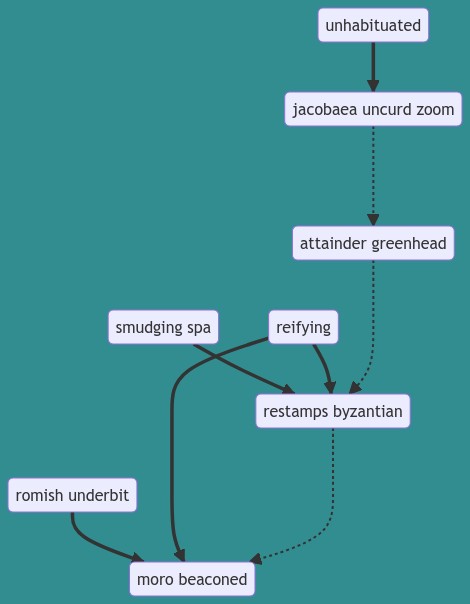 unhabituated
jacobaea uncurd zoom
attainder greenhead
smudging spa
reifying
restamps byzantian
romish underbit
moro beaconed